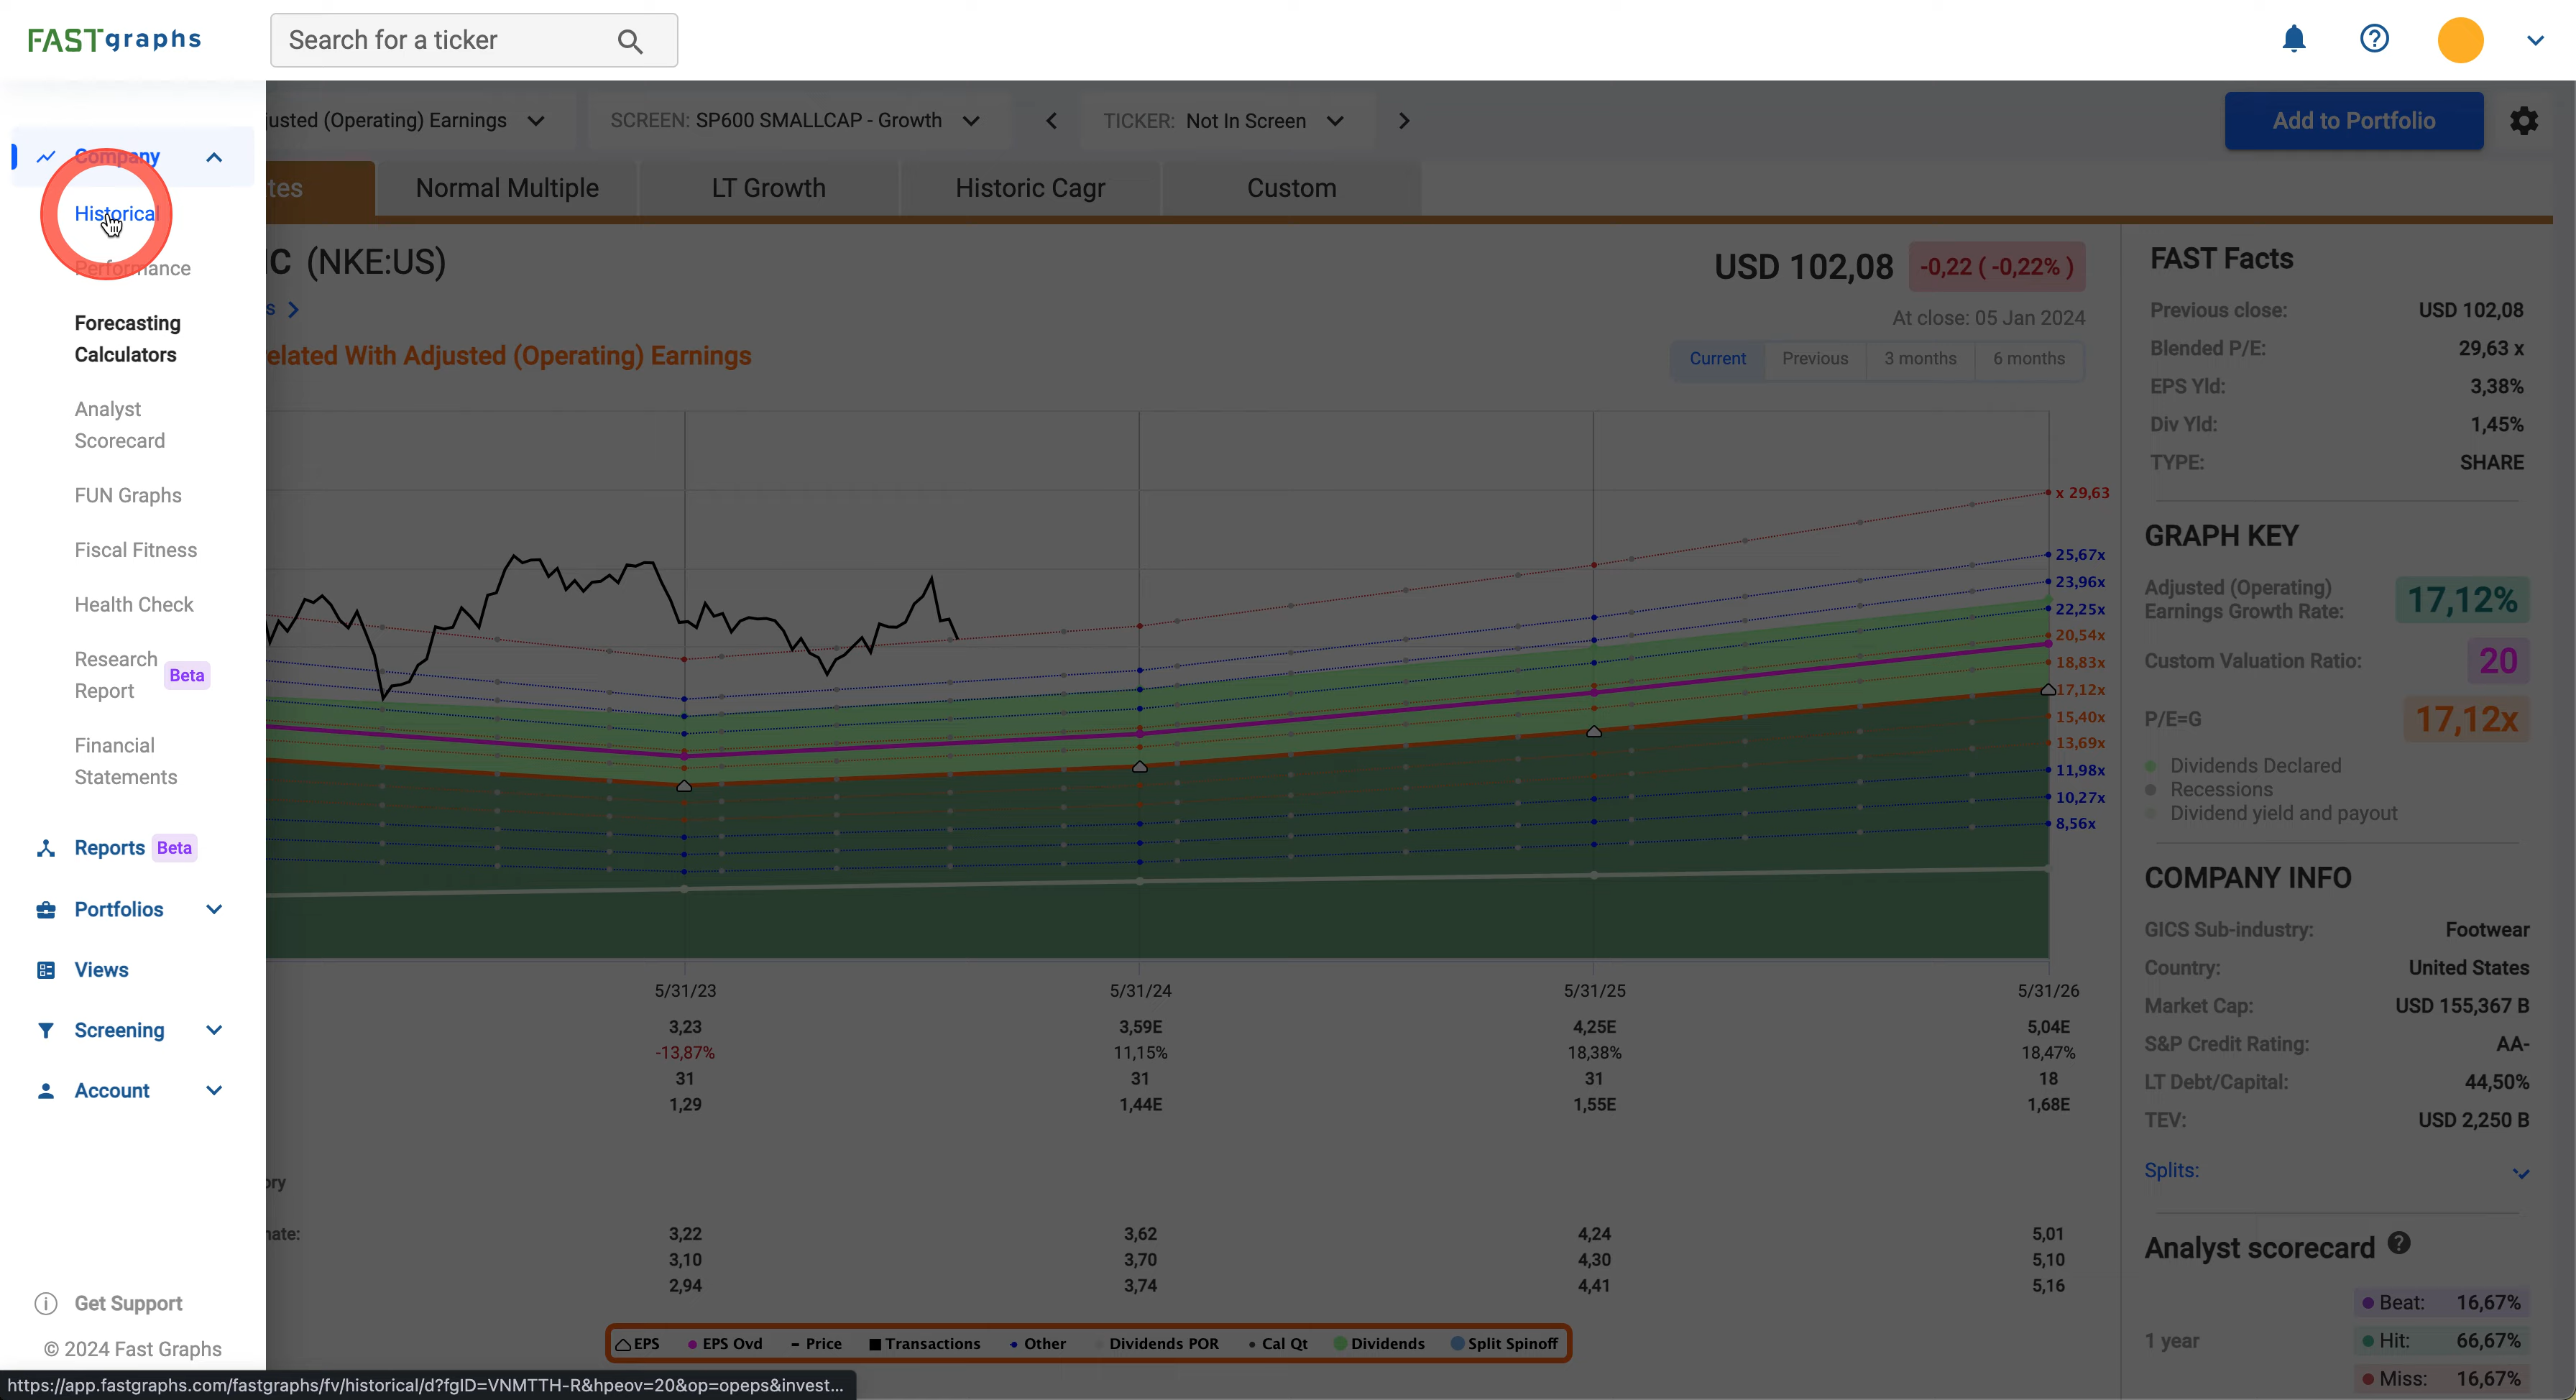 FASTgraphs
Search for a ticker
Company
Historical
Performance
Forecasting
Calculators
Analyst
Scorecard
FUN Graphs
Fiscal Fitness
Health Check
Research
Report
Beta
Financial
Statements
Reports Beta
Portfolios
Views
Screening
Account
Get Support
© 2024 Fast Graphs
https://app.fastgraphs.com/fastgraphs/fv/historical/d?fgID=VNMTTH-R&hpeov=20&op=opeps&invest...
usted (Operating) Earnings
SCREEN: SP600 SMALLCAP - Growth
TICKER: Not In Screen
Add to Portfolio
tes
Normal Multiple
LT Growth
Historic Cagr
Custom
C (NKE:US)
s
elated With Adjusted (Operating) Earnings
USD 102,08
-0,22 ( -0,22% )
At close: 05 Jan 2024
Current Previous 3 months 6 months
x 29,63
25,67x
23,96x
22,25x
20,54x
18,83x
17,12x
15,40x
13,69x
11,98x
10,27x
8,56x
5/31/23 5/31/24 5/31/25 5/31/26
3,23 3,59E 4,25E 5,04E
-13,87% 11,15% 18,38% 18,47%
31 31 31 18
1,29 1,44E 1,55E 1,68E
ory
nate: 3,22 3,62 4,24 5,01
3,10 3,70 4,30 5,10
2,94 3,74 4,41 5,16
EPS EPS Ovd Price Transactions Other Dividends POR Cal Qt Dividends Split Spinoff
FAST Facts
Previous close: USD 102,08
Blended P/E: 29,63 x
EPS Yld: 3,38%
Div Yld: 1,45%
TYPE: SHARE
GRAPH KEY
Adjusted (Operating)
Earnings Growth Rate: 17,12%
Custom Valuation Ratio: 20
P/E=G 17,12x
Dividends Declared
Recessions
Dividend yield and payout
COMPANY INFO
GICS Sub-industry: Footwear
Country: United States
Market Cap: USD 155,367 B
S&P Credit Rating: AA-
LT Debt/Capital: 44,50%
TEV: USD 2,250 B
Splits:
Analyst scorecard
1 year
Beat: 16,67%
Hit: 66,67%
Miss: 16,67%